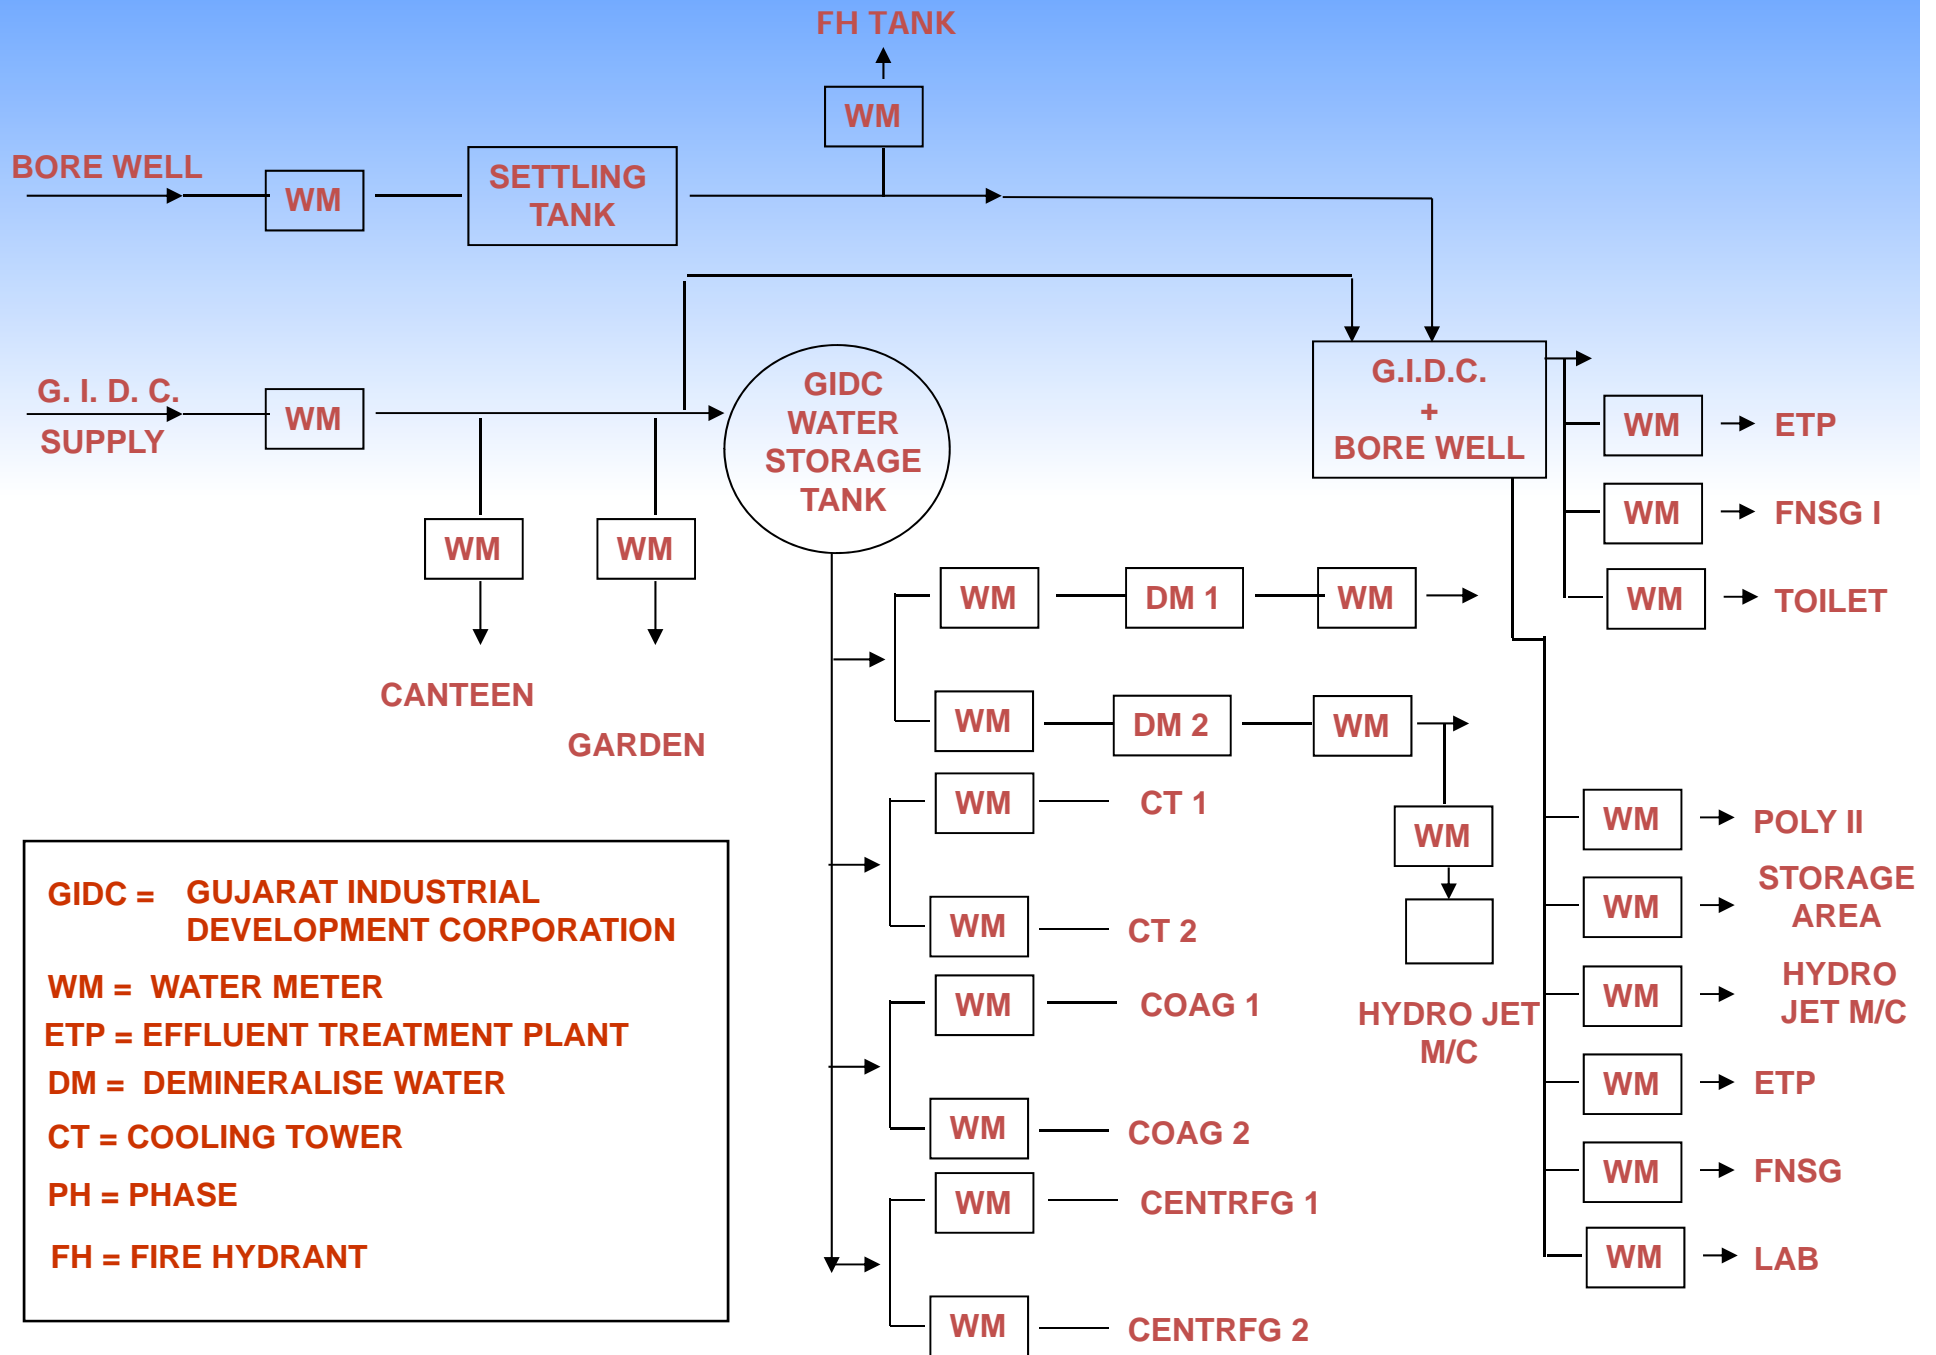 FH TANK
WM
BORE WELL
WM
SETTLING
TANK
G. I. D. C.
SUPPLY
WM
GIDC
WATER
STORAGE
TANK
G.I.D.C.
+
BORE WELL
WM
ETP
WM
FNSG I
WM
TOILET
WM
CANTEEN
WM
GARDEN
WM
DM 1
WM
WM
DM 2
WM
WM
HYDRO JET
M/C
WM
CT 1
WM
CT 2
WM
COAG 1
WM
COAG 2
WM
CENTRFG 1
WM
CENTRFG 2
WM
POLY II
WM
STORAGE
AREA
WM
HYDRO
JET M/C
WM
ETP
WM
FNSG
WM
LAB
GIDC = GUJARAT INDUSTRIAL
DEVELOPMENT CORPORATION
WM = WATER METER
ETP = EFFLUENT TREATMENT PLANT
DM = DEMINERALISE WATER
CT = COOLING TOWER
PH = PHASE
FH = FIRE HYDRANT